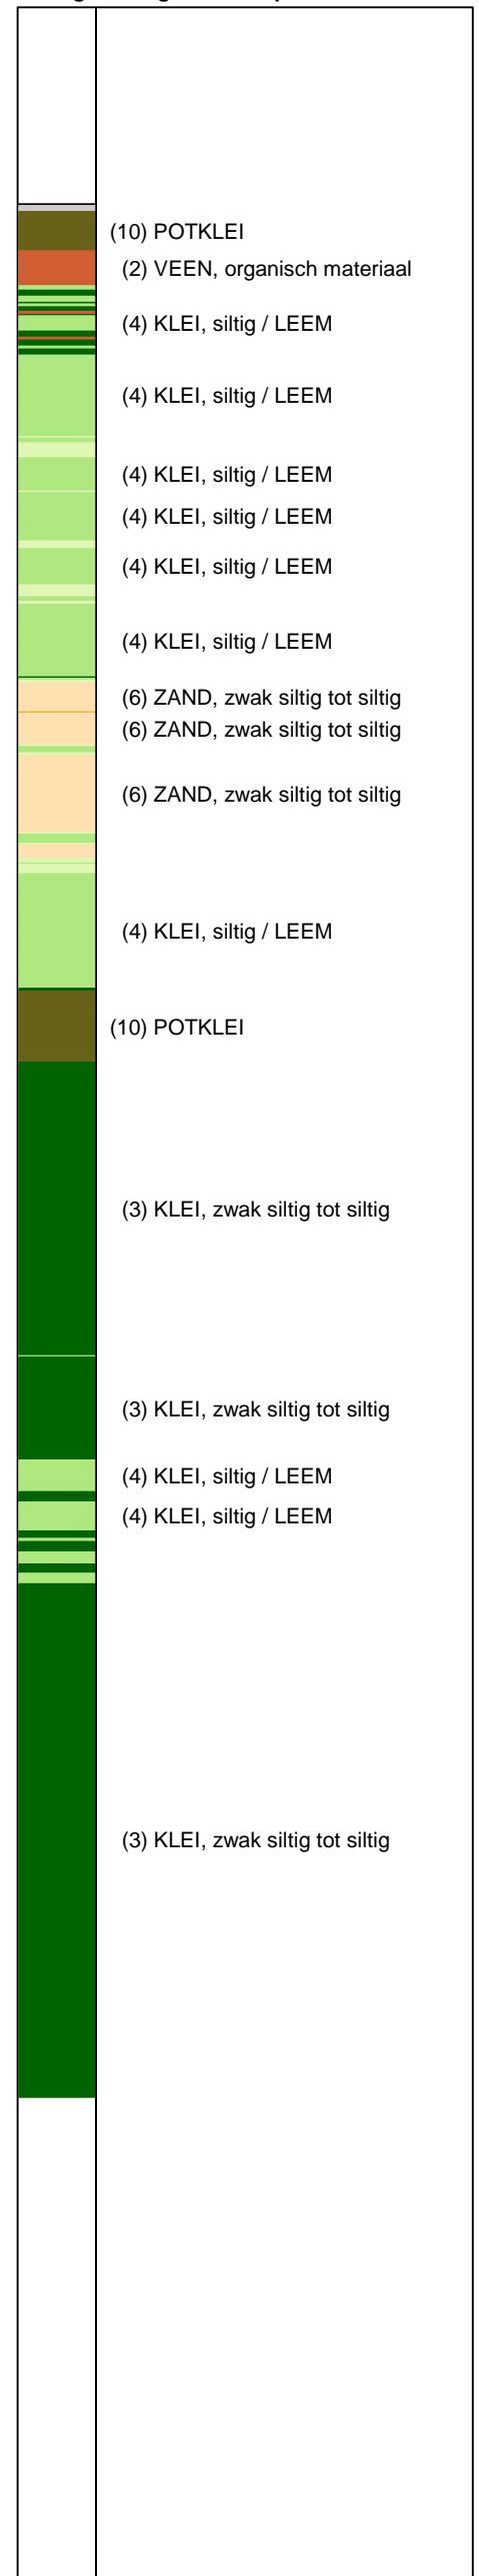 (10) POTKLEI
(2) VEEN, organisch materiaal
(4) KLEI, siltig / LEEM
(4) KLEI, siltig / LEEM
(4) KLEI, siltig / LEEM
(4) KLEI, siltig / LEEM
(4) KLEI, siltig / LEEM
(4) KLEI, siltig / LEEM
(6) ZAND, zwak siltig tot siltig
(6) ZAND, zwak siltig tot siltig
(6) ZAND, zwak siltig tot siltig
(4) KLEI, siltig / LEEM
(10) POTKLEI
(3) KLEI, zwak siltig tot siltig
(3) KLEI, zwak siltig tot siltig
(4) KLEI, siltig / LEEM
(4) KLEI, siltig / LEEM
(3) KLEI, zwak siltig tot siltig